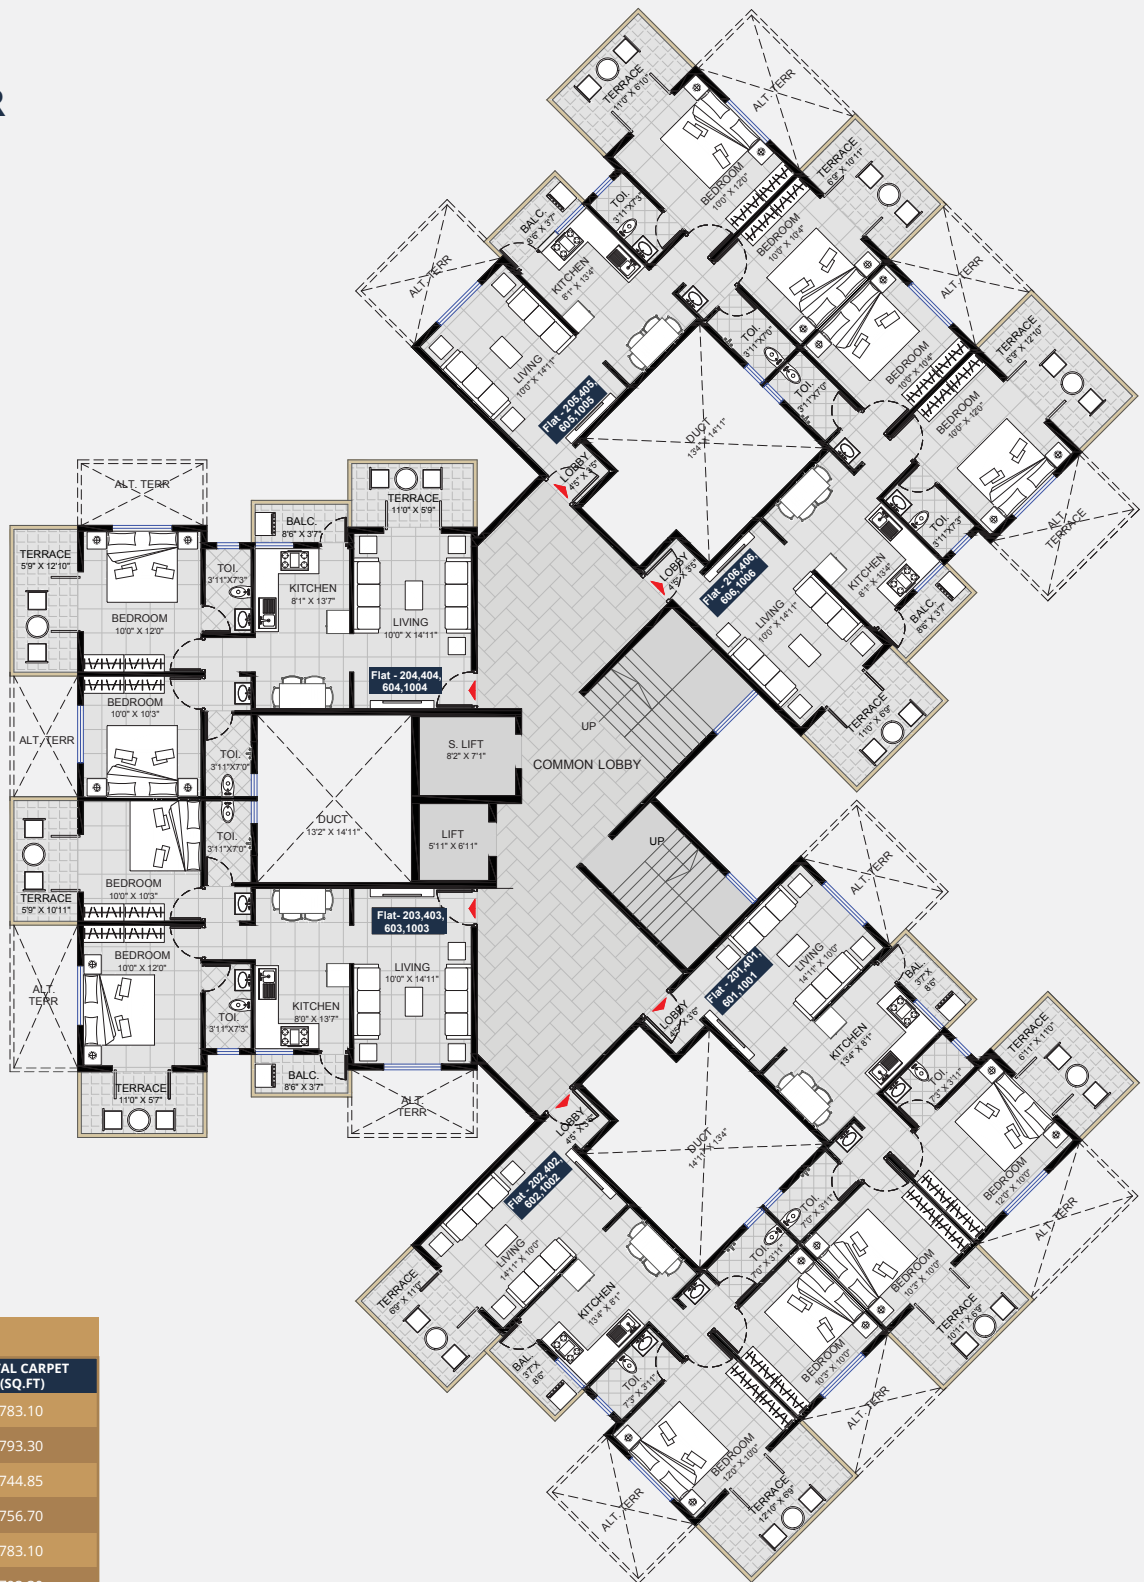 R
TERRACE
11'0" X 6'10"
ALT. TERR
BEDROOM
10'0" X 12'0"
TERRACE
6'9" X 10'11"
BALC.
8'6" X 3'7"
TOI.
3'11"X7'3"
BEDROOM
10'0" X 10'4"
ALT. TERR
KITCHEN
8'1" X 13'4"
ALT. TERR
LIVING
10'0" X 14'11"
TOI.
3'11"X7'0"
TOI.
3'11"X7'0"
BEDROOM
10'0" X 10'4"
TERRACE
6'9" X 12'10"
BEDROOM
10'0" X 12'0"
Flat - 205,405,
605,1005
DUCT
13'4" X 14'11"
LOBBY
4'5" X 3'5"
ALT.
TERRACE
TOI.
3'11"X7'3"
KITCHEN
8'1" X 13'4"
BALC.
8'6" X 3'7"
LOBBY
4'5" X 3'5"
Flat - 206,406,
606,1006
LIVING
10'0" X 14'11"
TERRACE
11'0" X 6'9"
ALT. TERR
TERRACE
11'0" X 5'9"
BALC.
8'6" X 3'7"
TERRACE
5'9" X 12'10"
TOI.
3'11"X7'3"
KITCHEN
8'1" X 13'7"
LIVING
10'0" X 14'11"
BEDROOM
10'0" X 12'0"
Flat - 204,404,
604,1004
BEDROOM
10'0" X 10'3"
ALT. TERR
TOI.
3'11"X7'0"
S. LIFT
8'2" X 7'1"
UP
COMMON LOBBY
DUCT
13'2" X 14'11"
LIFT
5'11" X 6'11"
UP
TOI.
3'11"X7'0"
BEDROOM
10'0" X 10'3"
TERRACE
5'9" X 10'11"
Flat- 203,403,
603,1003
BEDROOM
10'0" X 12'0"
LIVING
10'0" X 14'11"
ALT.
TERR
TOI.
3'11"X7'3"
KITCHEN
8'0" X 13'7"
BALC.
8'6" X 3'7"
TERRACE
11'0" X 5'7"
ALT.
TERR
ALT. TERR
LIVING
14'11" X 10'0"
Flat - 201,401,
601,1001
BAL.
3'7"X
8'6"
LOBBY
4'5" X 3'6"
KITCHEN
13'4" X 8'1"
TOI.
7'3" X 3'11"
TERRACE
6'11" X 11'0"
BEDROOM
12'0" X 10'0"
DUCT
14'11" X 13'4"
LOBBY
4'5" X 3'6"
Flat - 202,402,
602,1002
TOI.
7'0" X 3'11"
TOI.
7'0" X 3'11"
ALT. TERR
BEDROOM
10'3" X 10'0"
TERRACE
10'11" X 6'9"
LIVING
14'11" X 10'0"
TERRACE
6'9" X 11'0"
KITCHEN
13'4" X 8'1"
BAL.
3'7"X
8'6"
TOI.
7'3" X 3'11"
BEDROOM
10'3" X 10'0"
ALT. TERR
BEDROOM
12'0" X 10'0"
TERRACE
12'10" X 6'9"
ALT. TERR
TAL CARPET
(SQ.FT)
783.10
793.30
744.85
756.70
783.10